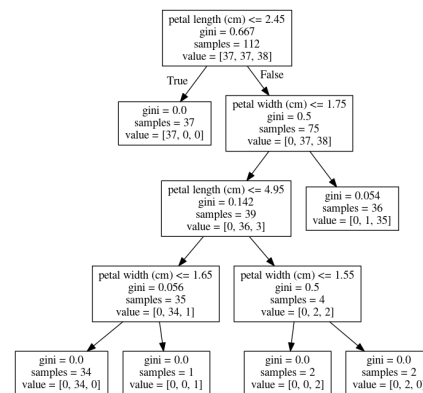 petal length (cm) <= 2.45
gini = 0.667
samples = 112
value = [37, 37, 38]
True
False
gini = 0.0
samples = 37
value = [37, 0, 0]
petal width (cm) <= 1.75
gini = 0.5
samples = 75
value = [0, 37, 38]
petal length (cm) <= 4.95
gini = 0.142
samples = 39
value = [0, 36, 3]
gini = 0.054
samples = 36
value = [0, 1, 35]
petal width (cm) <= 1.65
gini = 0.056
samples = 35
value = [0, 34, 1]
petal width (cm) <= 1.55
gini = 0.5
samples = 4
value = [0, 2, 2]
gini = 0.0
samples = 34
value = [0, 34, 0]
gini = 0.0
samples = 1
value = [0, 0, 1]
gini = 0.0
samples = 2
value = [0, 0, 2]
gini = 0.0
samples = 2
value = [0, 2, 0]